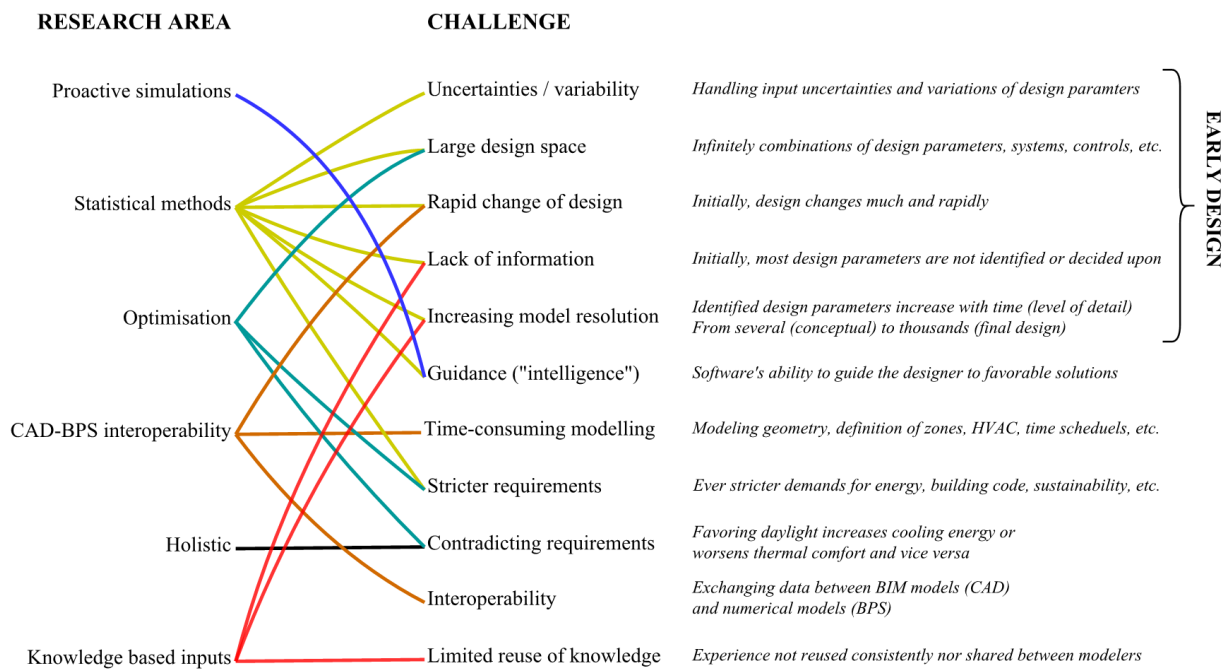 RESEARCH AREA
CHALLENGE
Proactive simulations
Uncertainties / variability
Handling input uncertainties and variations of design paramters
Large design space
Infinitely combinations of design parameters, systems, controls, etc.
Statistical methods
Rapid change of design
Initially, design changes much and rapidly
Lack of information
Initially, most design parameters are not identified or decided upon
Optimisation
Increasing model resolution
Identified design parameters increase with time (level of detail)
From several (conceptual) to thousands (final design)
EARLY DESIGN
Guidance ("intelligence")
Software's ability to guide the designer to favorable solutions
CAD-BPS interoperability
Time-consuming modelling
Modeling geometry, definition of zones, HVAC, time scheduels, etc.
Stricter requirements
Ever stricter demands for energy, building code, sustainability, etc.
Holistic
Contradicting requirements
Favoring daylight increases cooling energy or
worsens thermal comfort and vice versa
Interoperability
Exchanging data between BIM models (CAD)
and numerical models (BPS)
Knowledge based inputs
Limited reuse of knowledge
Experience not reused consistently nor shared between modelers